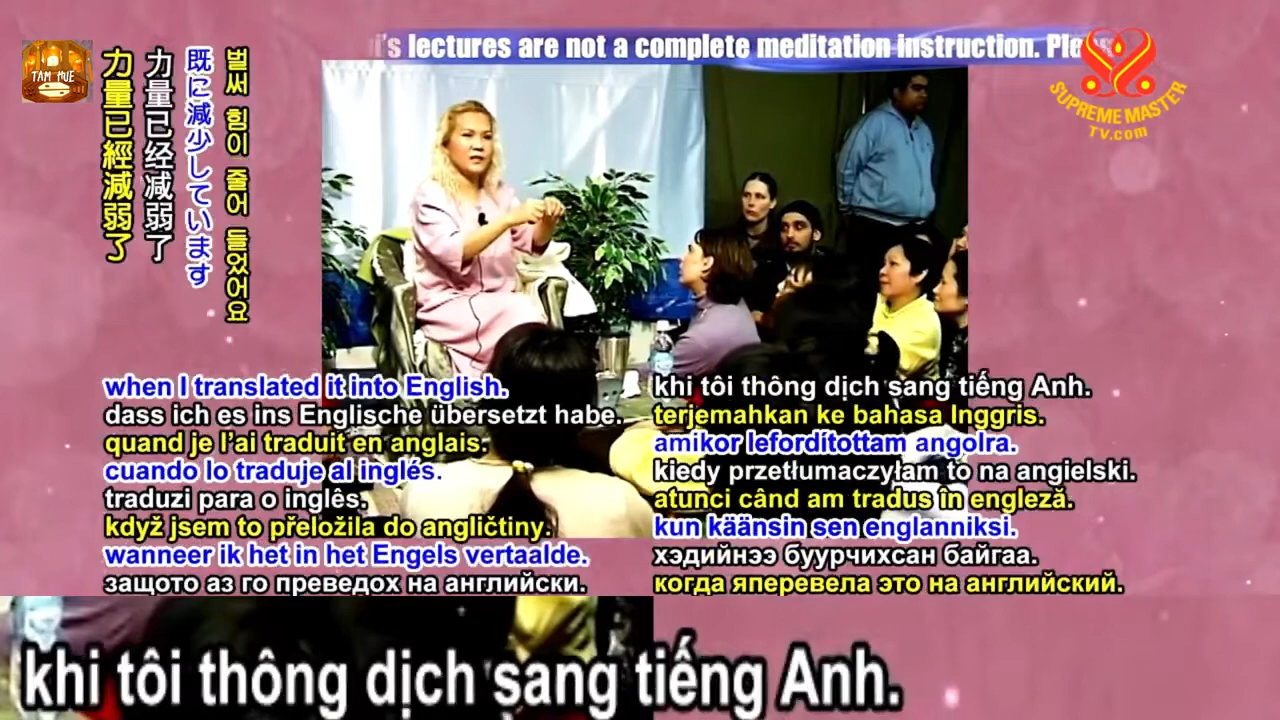 's lectures are not a complete meditation instruction.
TAM HUE
SUPREME MASTER
TV.com
力量已經減弱了
力量已经减弱了
既に減少しています
벌써 힘이 줄어 들었어요
when I translated it into English.
dass ich es ins Englische übersetzt habe.
quand je l'ai traduit en anglais.
cuando lo traduje al inglés.
traduzi para o inglês.
když jsem to přeložila do angličtiny.
wanneer ik het in het Engels vertaalde.
защото аз го преведох на английски.
khi tôi thông dịch sang tiếng Anh.
terjemahkan ke bahasa Inggris.
amikor lefordítottam angolra.
kiedy przetłumaczyłam to na angielski.
atunci când am tradus în engleză.
kun käänsin sen englanniksi.
хэдийнээ буурчихсан байгаа.
когда яперевела это на английский.
khi tôi thông dịch sang tiếng Anh.